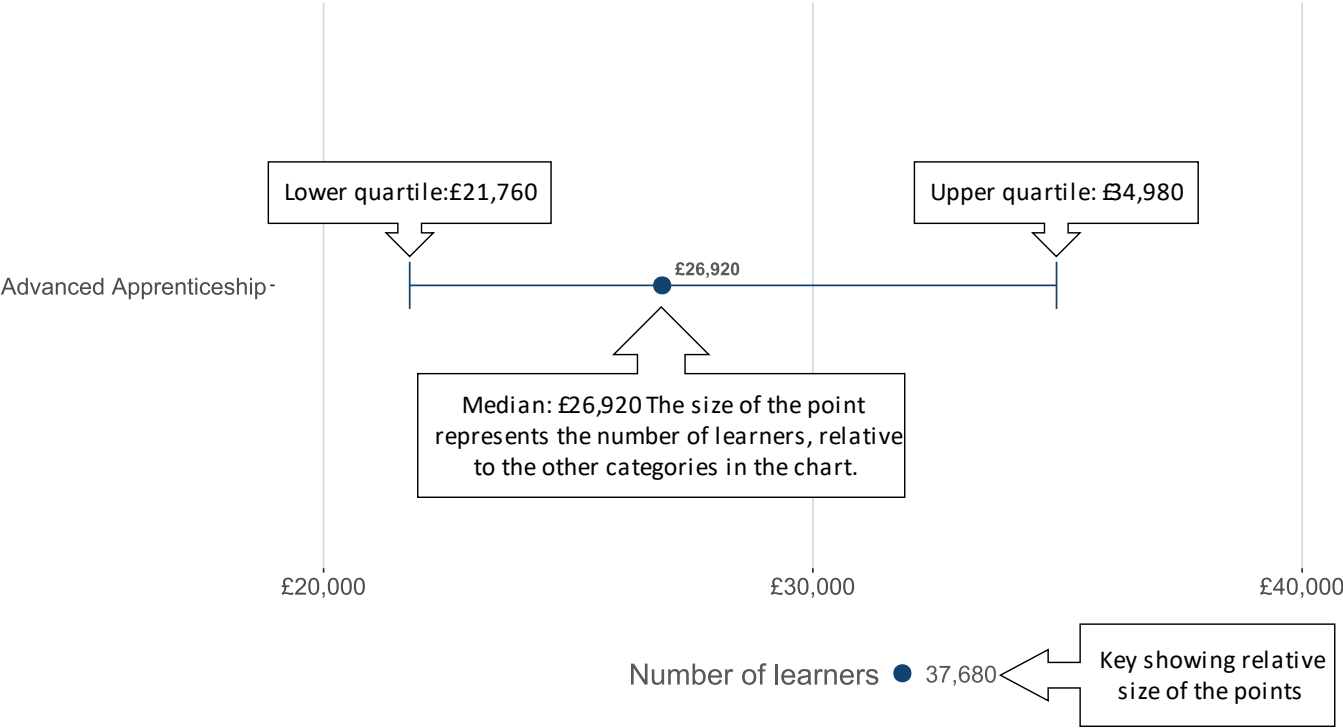 Lower quartile:£21,760
Upper quartile: £34,980
£26,920
Advanced Apprenticeship
Median: £26,920 The size of the point
represents the number of learners, relative
to the other categories in the chart.
£20,000
£30,000
£40,000
Number of learners
37,680
Key showing relative
size of the points